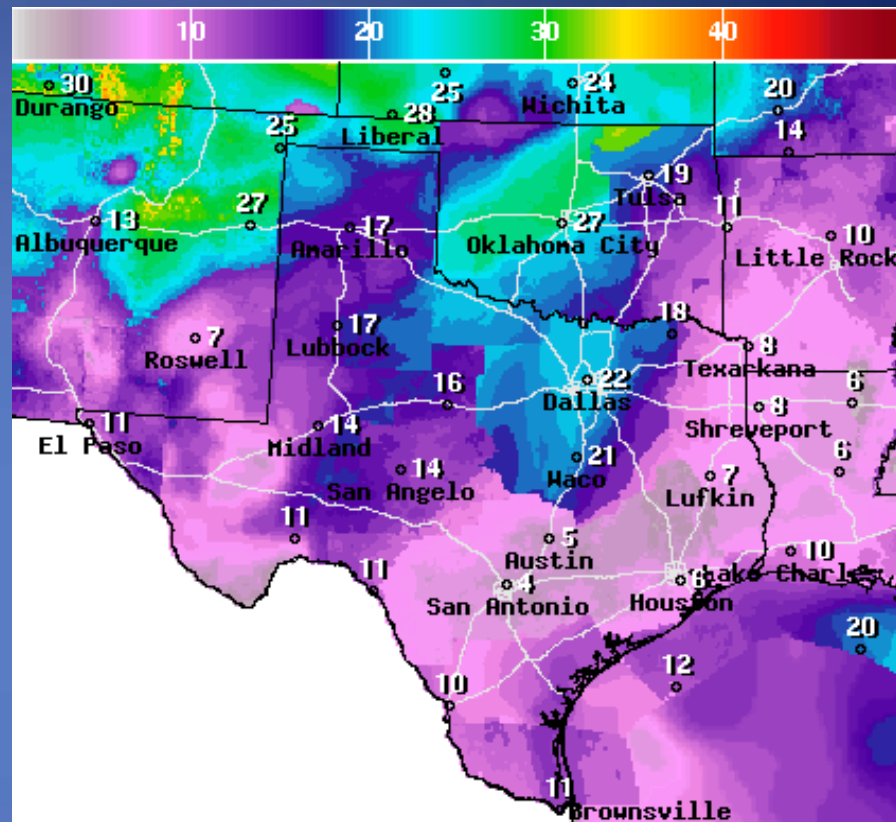 10 20 30 40
30
Durango
25
24
Wichita
20
28
Liberal
25
14
19
Tulsa
13
Albuquerque
27
17
Amarillo
27
Oklahoma City
11
10
Little Rock
7
Roswell
17
Lubbock
18
8
Texarkana
16
22
Dallas
8
Shreveport
6
11
El Paso
14
Midland
14
San Angelo
21
Waco
7
Lufkin
6
11
5
Austin
10
Lake Charles
11
4
San Antonio
6
Houston
20
12
10
11
Brownsville